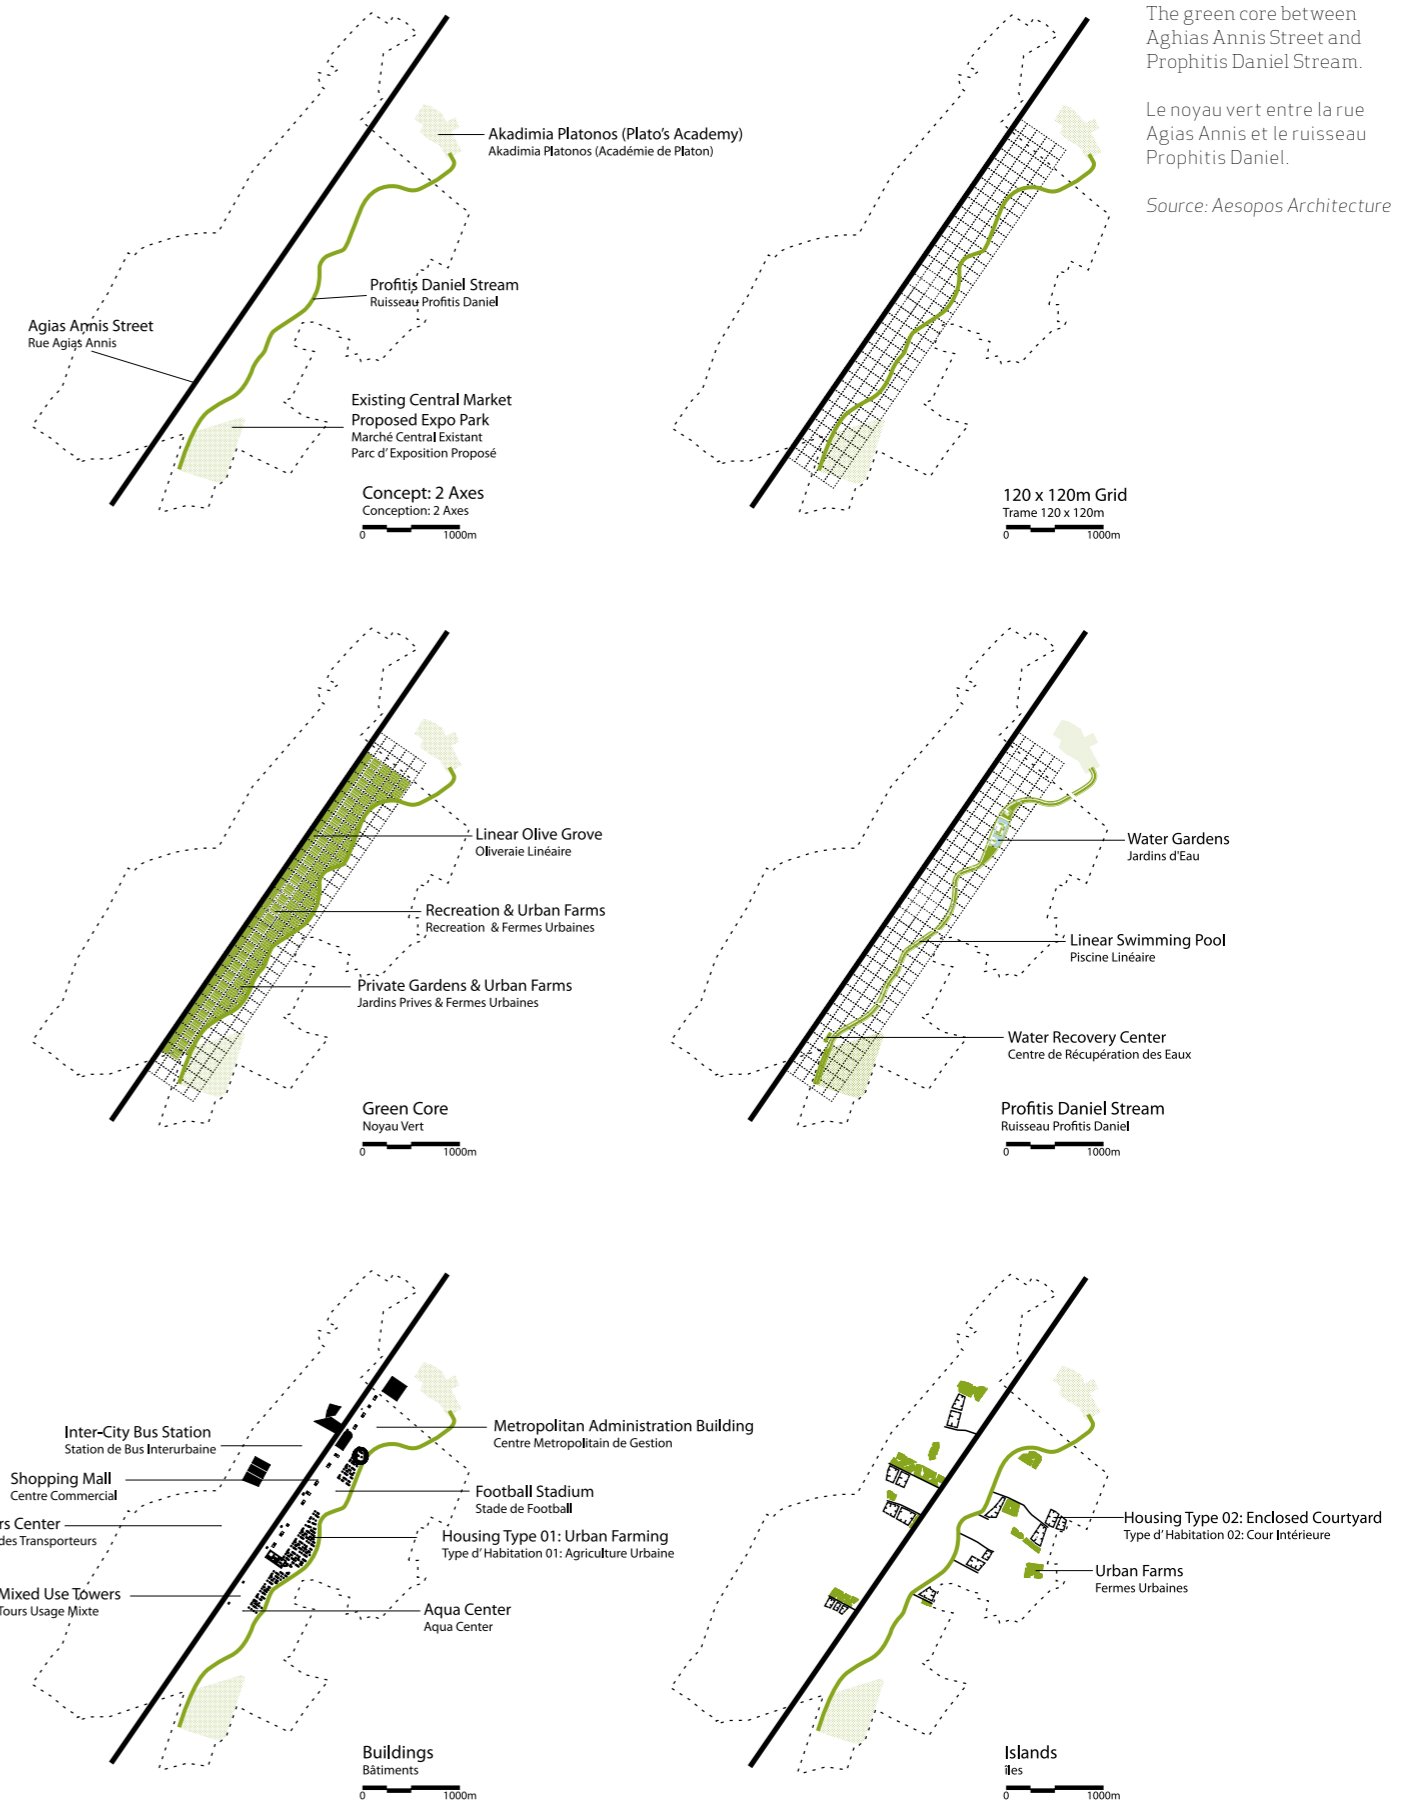 The green core between
Aghias Annis Street and
Prophitis Daniel Stream.
Le noyau vert entre la rue
Agias Annis et le ruisseau
Prophitis Daniel.
Source: Aesopos Architecture
Akadimia Platonos (Plato's Academy)
Akadimia Platonos (Académie de Platon)
Profitis Daniel Stream
Ruisseau Profitis Daniel
Agias Annis Street
Rue Agias Annis
Existing Central Market
Proposed Expo Park
Marché Central Existant
Parc d'Exposition Proposé
Concept: 2 Axes
Conception: 2 Axes
0 1000m
120 x 120m Grid
Trame 120 x 120m
0 1000m
Linear Olive Grove
Oliveraie Linéaire
Recreation & Urban Farms
Recreation & Fermes Urbaines
Private Gardens & Urban Farms
Jardins Prives & Fermes Urbaines
Green Core
Noyau Vert
0 1000m
Water Gardens
Jardins d'Eau
Linear Swimming Pool
Piscine Linéaire
Water Recovery Center
Centre de Récupération des Eaux
Profitis Daniel Stream
Ruisseau Profitis Daniel
0 1000m
Inter-City Bus Station
Station de Bus Interurbaine
Shopping Mall
Centre Commercial
rs Center
des Transporteurs
Mixed Use Towers
Tours Usage Mixte
Metropolitan Administration Building
Centre Metropolitain de Gestion
Football Stadium
Stade de Football
Housing Type 01: Urban Farming
Type d'Habitation 01: Agriculture Urbaine
Aqua Center
Aqua Center
Buildings
Bâtiments
0 1000m
Housing Type 02: Enclosed Courtyard
Type d'Habitation 02: Cour Intérieure
Urban Farms
Fermes Urbaines
Islands
îles
0 1000m